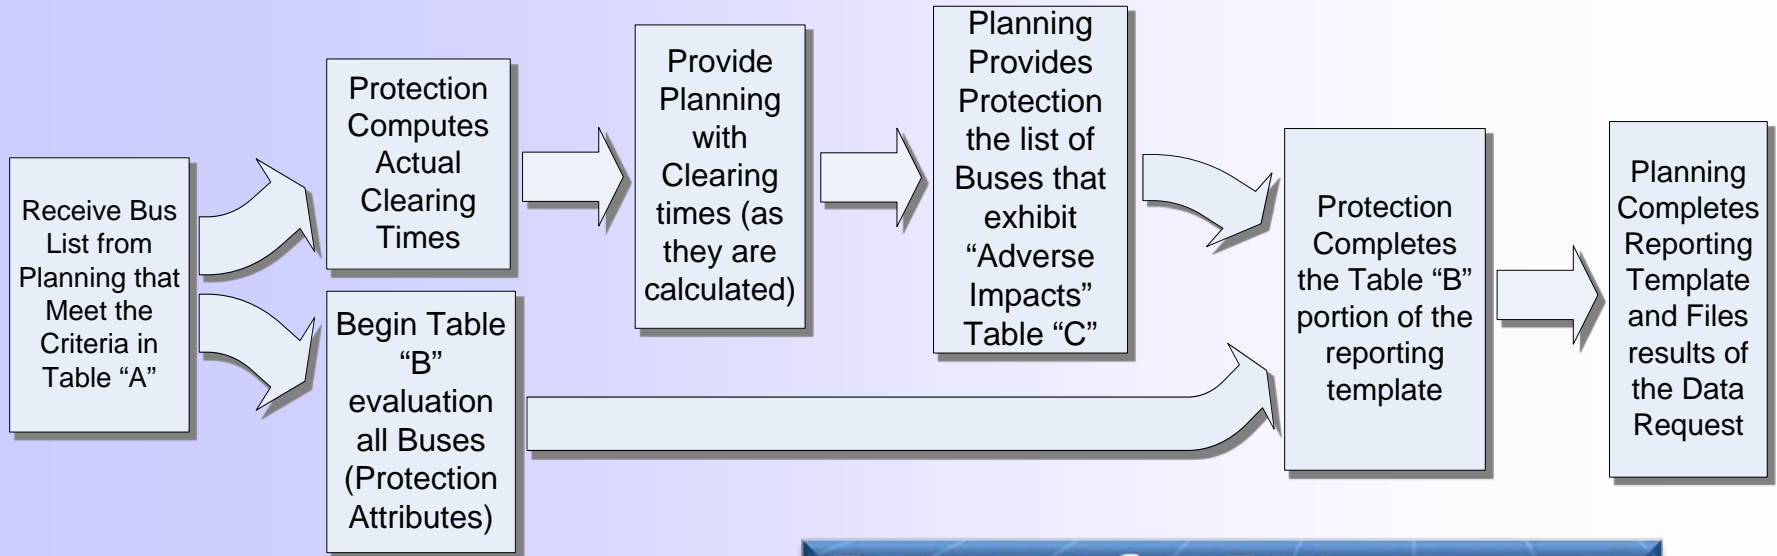 Receive Bus
List from
Planning that
Meet the
Criteria in
Table “A”
Protection
Computes
Actual
Clearing
Times
Begin Table
“B”
evaluation
all Buses
(Protection
Attributes)
Provide
Planning
with
Clearing
times (as
they are
calculated)
Planning
Provides
Protection
the list of
Buses that
exhibit
“Adverse
Impacts”
Table “C”
Protection
Completes
the Table “B”
portion of the
reporting
template
Planning
Completes
Reporting
Template
and Files
results of
the Data
Request